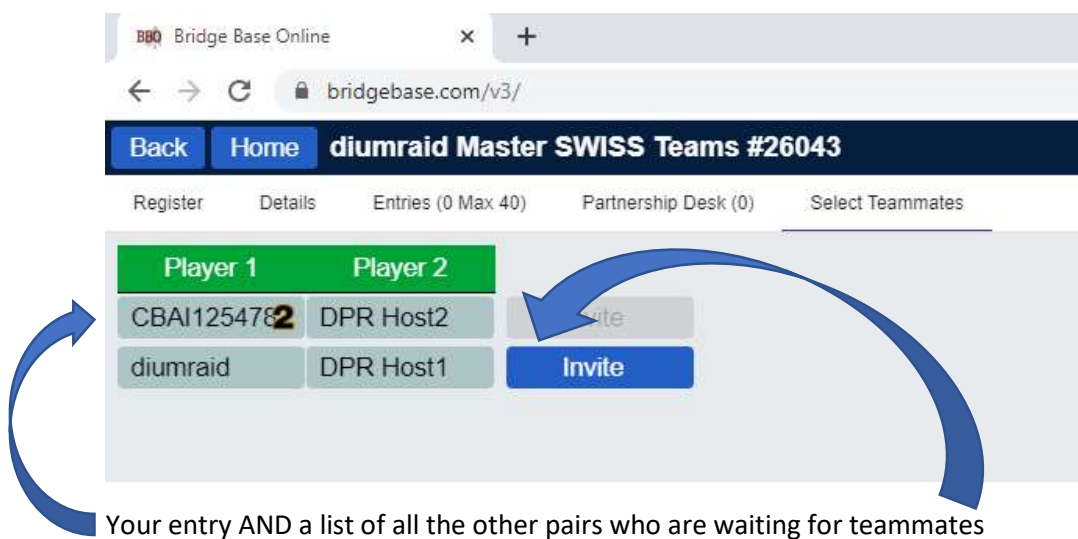 BBO Bridge Base Online × +
bridgebase.com/v3/
Back Home diumraid Master SWISS Teams #26043
Register Details Entries (0 Max 40) Partnership Desk (0) Select Teammates
Player 1 Player 2
CBAI1254782 DPR Host2
diumraid DPR Host1 Invite
Your entry AND a list of all the other pairs who are waiting for teammates